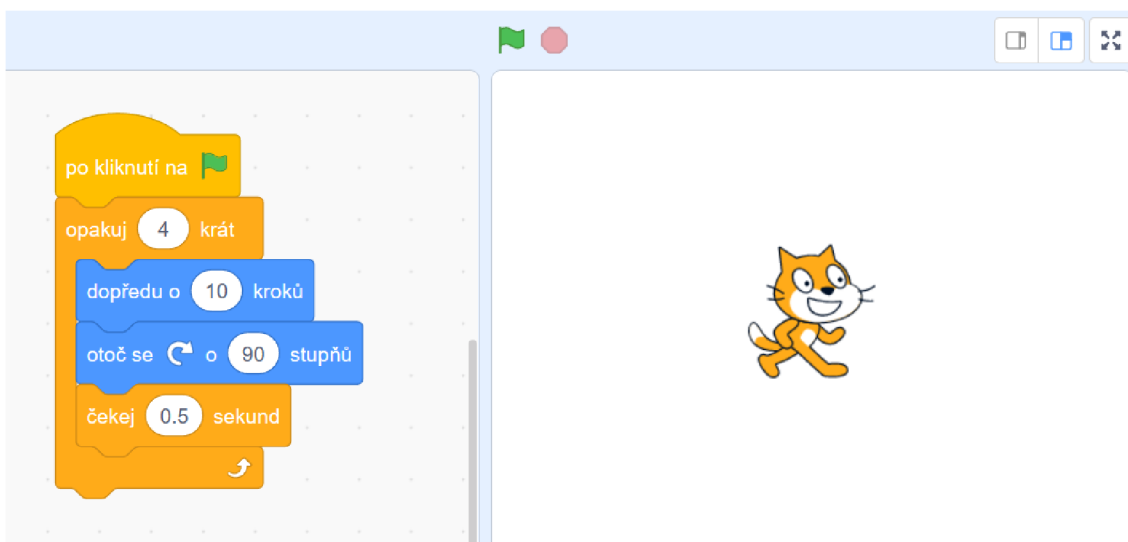 po kliknutí na
opakuj 4 krát
dopředu o 10 kroků
otoč se o 90 stupňů
čekej 0.5 sekund